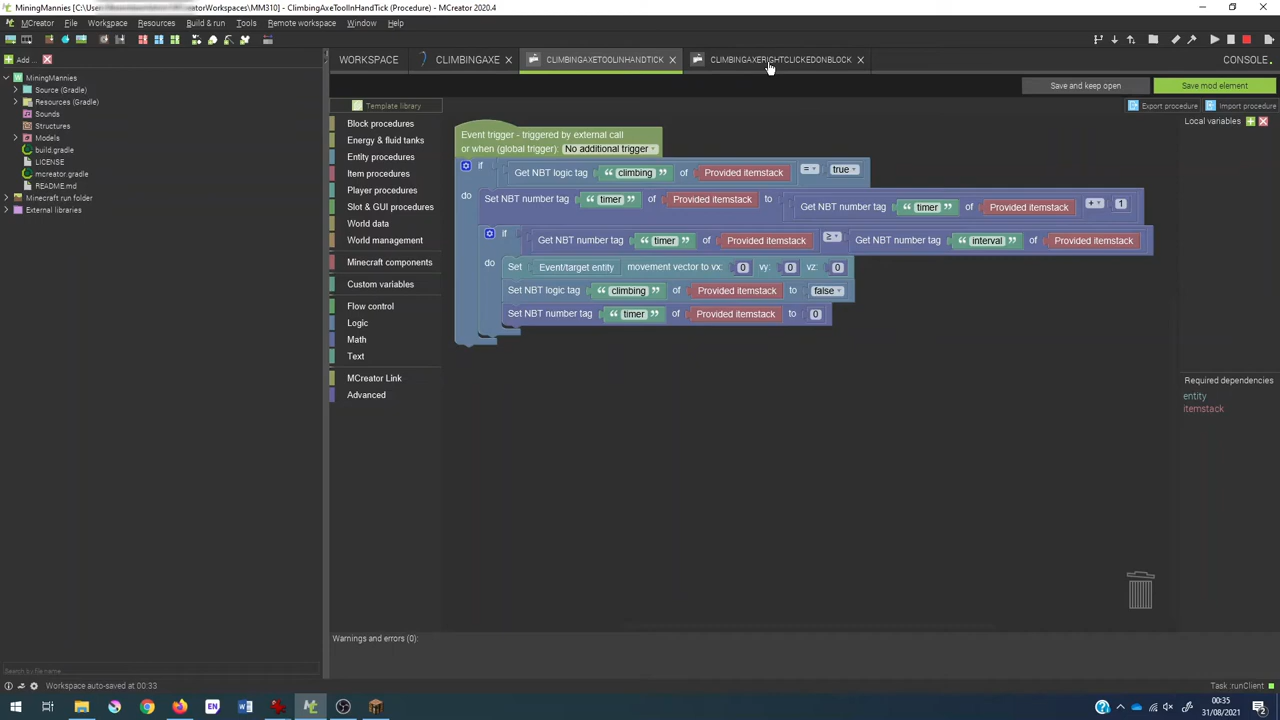 MiningMannies [C:\Users\ MCreatorWorkspaces\MM310] - ClimbingAxeToolInHandTick (Procedure) - MCreator 2020.4
MCreator File Workspace Resources Build & run Tools Remote workspace Window Help
Add ...
WORKSPACE CLIMBINGAXE CLIMBINGAXETOOLINHANDTICK CLIMBINGAXERIGHTCLICKEDONBLOCK CONSOLE
MiningMannies
Source (Gradle)
Resources (Gradle)
Sounds
Structures
Models
build.gradle
LICENSE
mcreator.gradle
README.md
Minecraft run folder
External libraries
Save and keep open Save mod element
Template library Export procedure Import procedure
Block procedures
Energy & fluid tanks
Entity procedures
Item procedures
Player procedures
Slot & GUI procedures
World data
World management
Minecraft components
Custom variables
Flow control
Logic
Math
Text
MCreator Link
Advanced
Event trigger - triggered by external call
or when (global trigger): No additional trigger
if Get NBT logic tag “ climbing ” of Provided itemstack = true
do Set NBT number tag “ timer ” of Provided itemstack to Get NBT number tag “ timer ” of Provided itemstack + 1
if Get NBT number tag “ timer ” of Provided itemstack ≥ Get NBT number tag “ interval ” of Provided itemstack
do Set Event/target entity movement vector to vx: 0 vy: 0 vz: 0
Set NBT logic tag “ climbing ” of Provided itemstack to false
Set NBT number tag “ timer ” of Provided itemstack to 0
Local variables
Required dependencies
entity
itemstack
Warnings and errors (0):
Search by file name
Workspace auto-saved at 00:33
Task :runClient
EN
00:35
31/08/2021
2